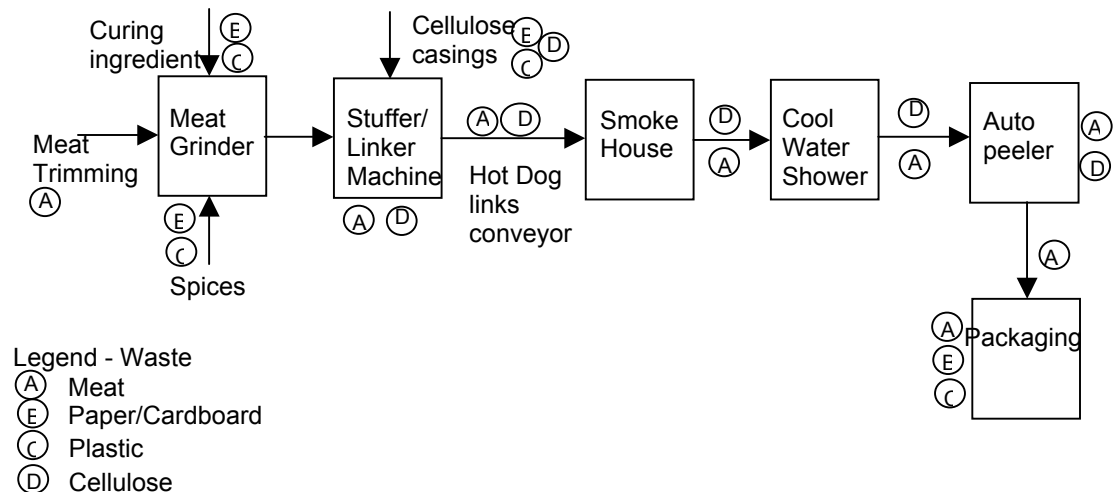 Curing
ingredient
E
C
Cellulose
casings
E
D
C
Meat
Trimming
A
Meat
Grinder
E
C
Spices
Stuffer/
Linker
Machine
A D
A D
Hot Dog
links
conveyor
Smoke
House
D
A
Cool
Water
Shower
D
A
Auto
peeler
A
D
A
Packaging
A
E
C
Legend - Waste
A Meat
E Paper/Cardboard
C Plastic
D Cellulose